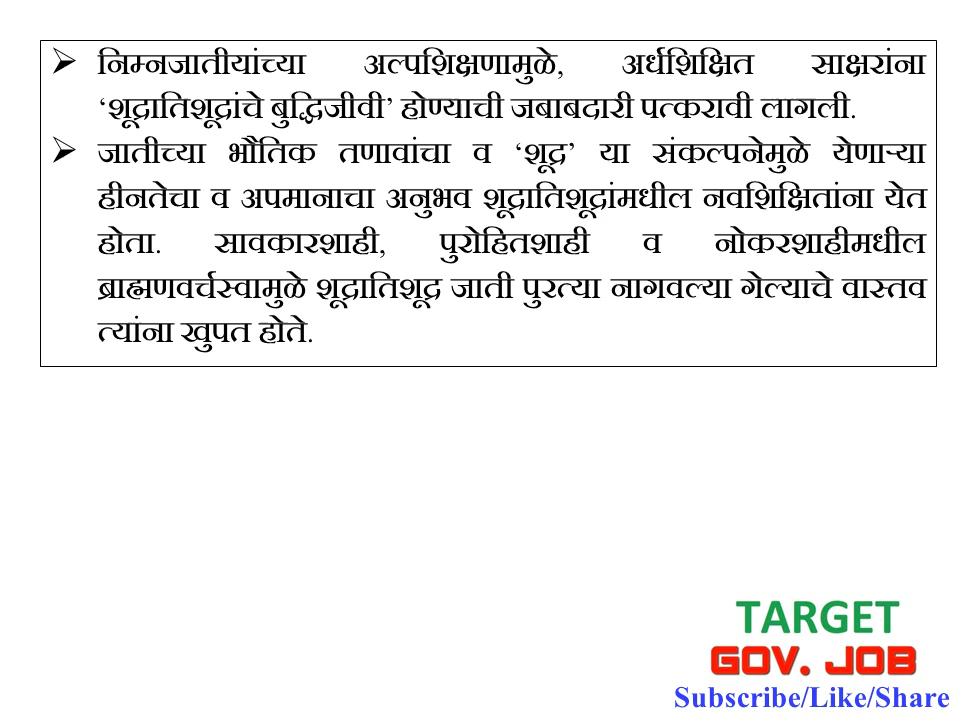 ➢ निम्नजातीयांच्या अल्पशिक्षणामुळे, अर्धशिक्षित साक्षरांना
‘शूद्रातिशूद्रांचे बुद्धिजीवी’ होण्याची जबाबदारी पत्करावी लागली.
➢ जातीच्या भौतिक तणावांचा व ‘शूद्र’ या संकल्पनेमुळे येणाऱ्या
हीनतेचा व अपमानाचा अनुभव शूद्रातिशूद्रांमधील नवशिक्षितांना येत
होता. सावकारशाही, पुरोहितशाही व नोकरशाहीमधील
ब्राह्मणवर्चस्वामुळे शूद्रातिशूद्र जाती पुरत्या नागवल्या गेल्याचे वास्तव
त्यांना खुपत होते.
TARGET
GOV. JOB
Subscribe/Like/Share